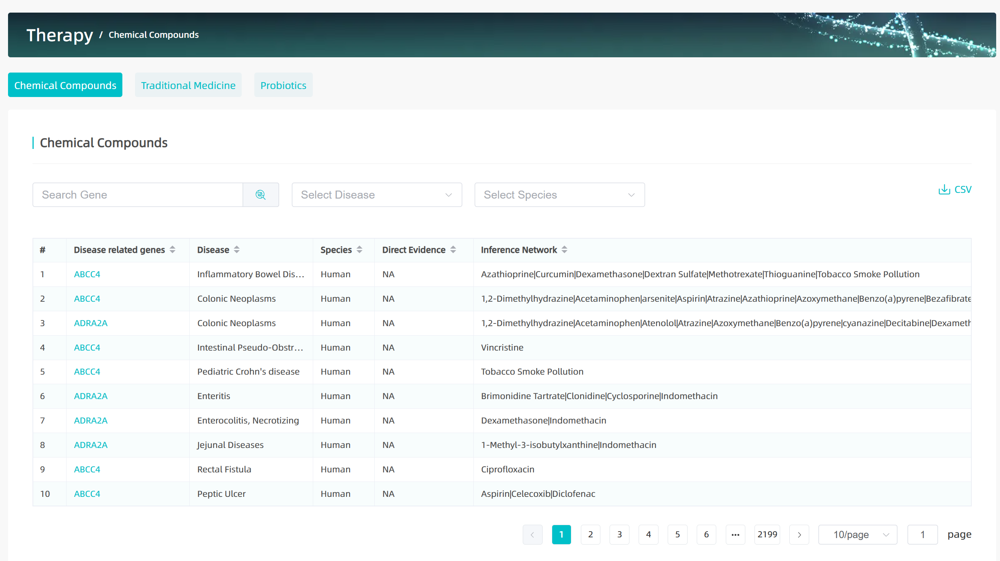 Therapy / Chemical Compounds
Chemical Compounds Traditional Medicine Probiotics
Chemical Compounds
Search Gene Select Disease Select Species CSV
# Disease related genes Disease Species Direct Evidence Inference Network
1 ABCC4 Inflammatory Bowel Dis... Human NA Azathioprine|Curcumin|Dexamethasone|Dextran Sulfate|Methotrexate|Thioguanine|Tobacco Smoke Pollution
2 ABCC4 Colonic Neoplasms Human NA 1,2-Dimethylhydrazine|Acetaminophen|arsenite|Aspirin|Atrazine|Azathioprine|Azoxymethane|Benzo(a)pyrene|Bezafibrate
3 ADRA2A Colonic Neoplasms Human NA 1,2-Dimethylhydrazine|Acetaminophen|Atenolol|Atrazine|Azoxymethane|Benzo(a)pyrene|cyanazine|Decitabine|Dexameth
4 ABCC4 Intestinal Pseudo-Obstr... Human NA Vincristine
5 ABCC4 Pediatric Crohn's disease Human NA Tobacco Smoke Pollution
6 ADRA2A Enteritis Human NA Brimonidine Tartrate|Clonidine|Cyclosporine|Indomethacin
7 ADRA2A Enterocolitis, Necrotizing Human NA Dexamethasone|Indomethacin
8 ADRA2A Jejunal Diseases Human NA 1-Methyl-3-isobutylxanthine|Indomethacin
9 ABCC4 Rectal Fistula Human NA Ciprofloxacin
10 ABCC4 Peptic Ulcer Human NA Aspirin|Celecoxib|Diclofenac
1 2 3 4 5 6 ... 2199 10/page 1 page